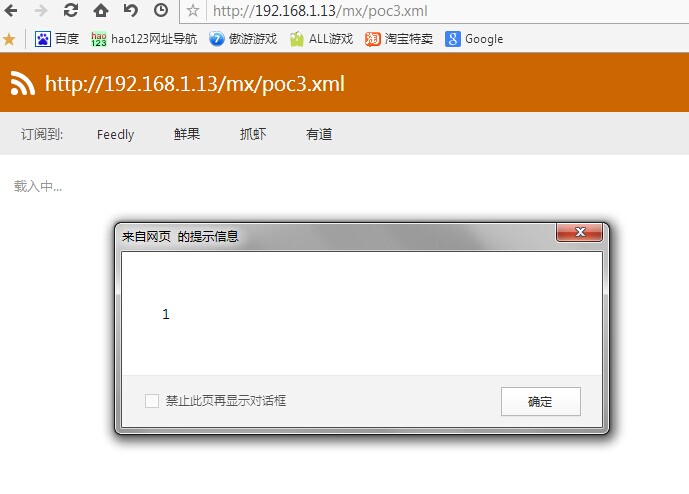 http://192.168.1.13/mx/poc3.xml
百度 hao123网址导航 傲游游戏 ALL游戏 淘宝特卖 Google
http://192.168.1.13/mx/poc3.xml
订阅到: Feedly 鲜果 抓虾 有道
载入中...
来自网页 的提示信息
1
禁止此页再显示对话框 确定